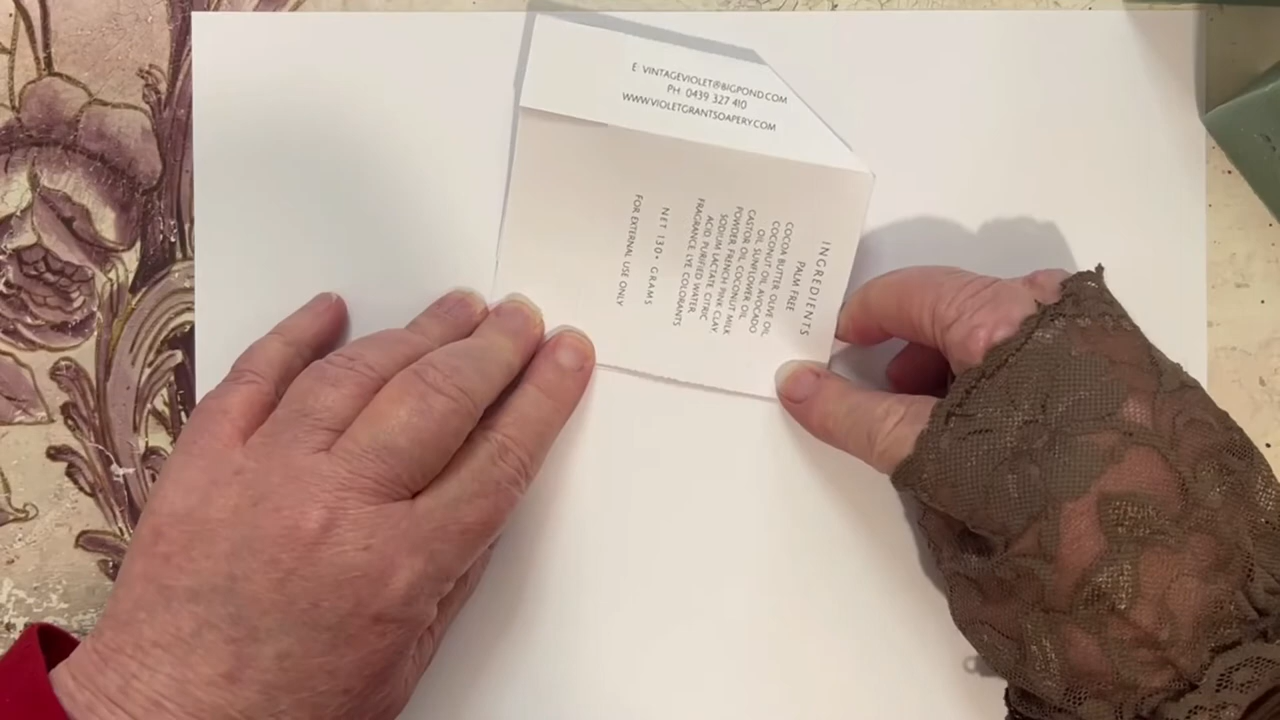 E: VINTAGEVIOLET@BIGPOND.COM
PH: 0439 327 410
WWW.VIOLETGRANTSOAPERY.COM
INGREDIENTS
PALM FREE
COCOA BUTTER OLIVE OIL
COCONUT OIL AVOCADO
OIL SUNFLOWER OIL
CASTOR OIL, COCONUT MILK
POWDER, FRENCH PINK CLAY,
SODIUM LACTATE CITRIC
ACID PURIFIED WATER,
FRAGRANCE LYE COLORANTS
NET 130+ GRAMS
FOR EXTERNAL USE ONLY